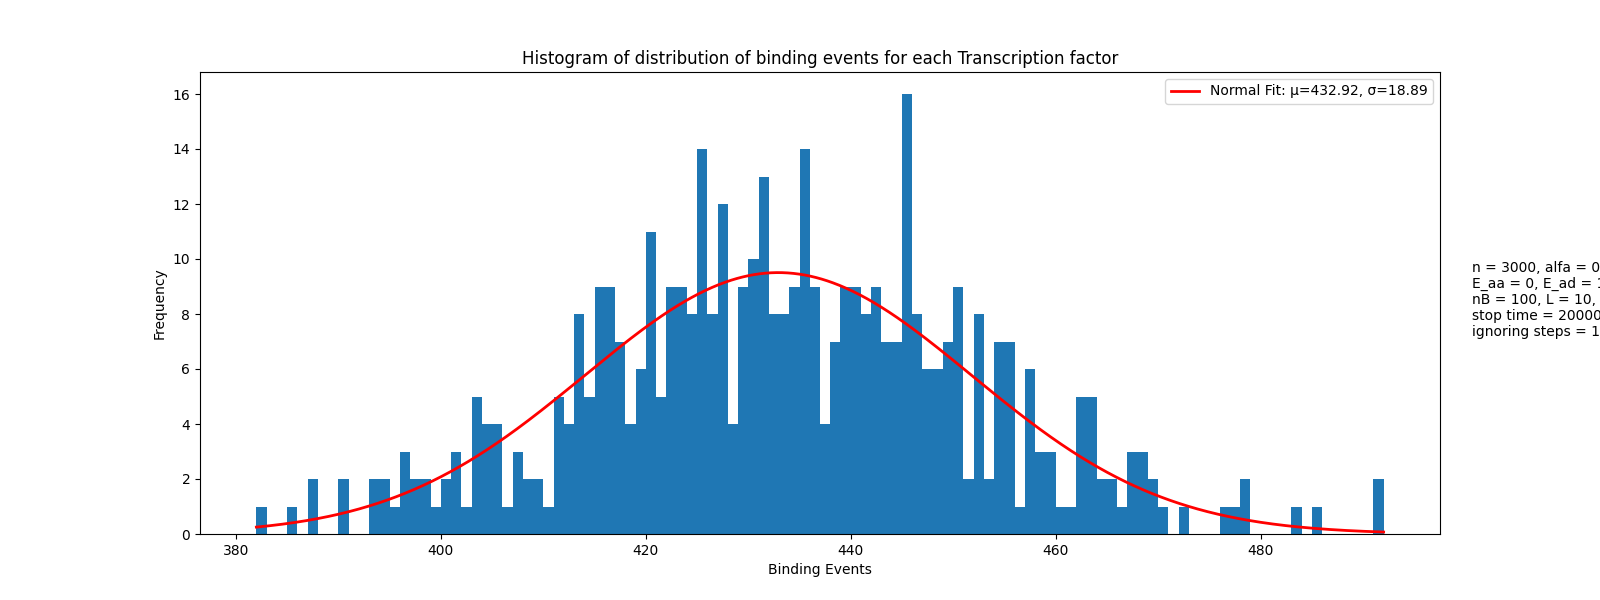 Histogram of distribution of binding events for each Transcription factor
Normal Fit: μ=432.92, σ=18.89
16
14
12
10
8
6
4
2
0
Frequency
380
400
420
440
460
480
Binding Events
n = 3000, alfa = 0
E_aa = 0, E_ad = 1
nB = 100, L = 10,
stop time = 20000
ignoring steps = 1